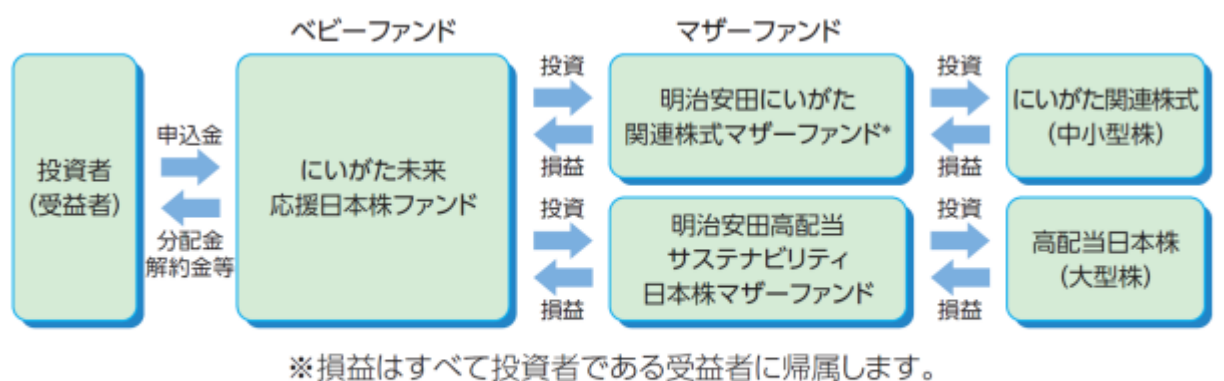 ベビーファンド
マザーファンド
投資者
(受益者)
申込金
分配金
解約金等
にいがた未来
応援日本株ファンド
投資
損益
明治安田にいがた
関連株式マザーファンド*
投資
損益
にいがた関連株式
(中小型株)
投資
損益
明治安田高配当
サステナビリティ
日本株マザーファンド
投資
損益
高配当日本株
(大型株)
※損益はすべて投資者である受益者に帰属します。